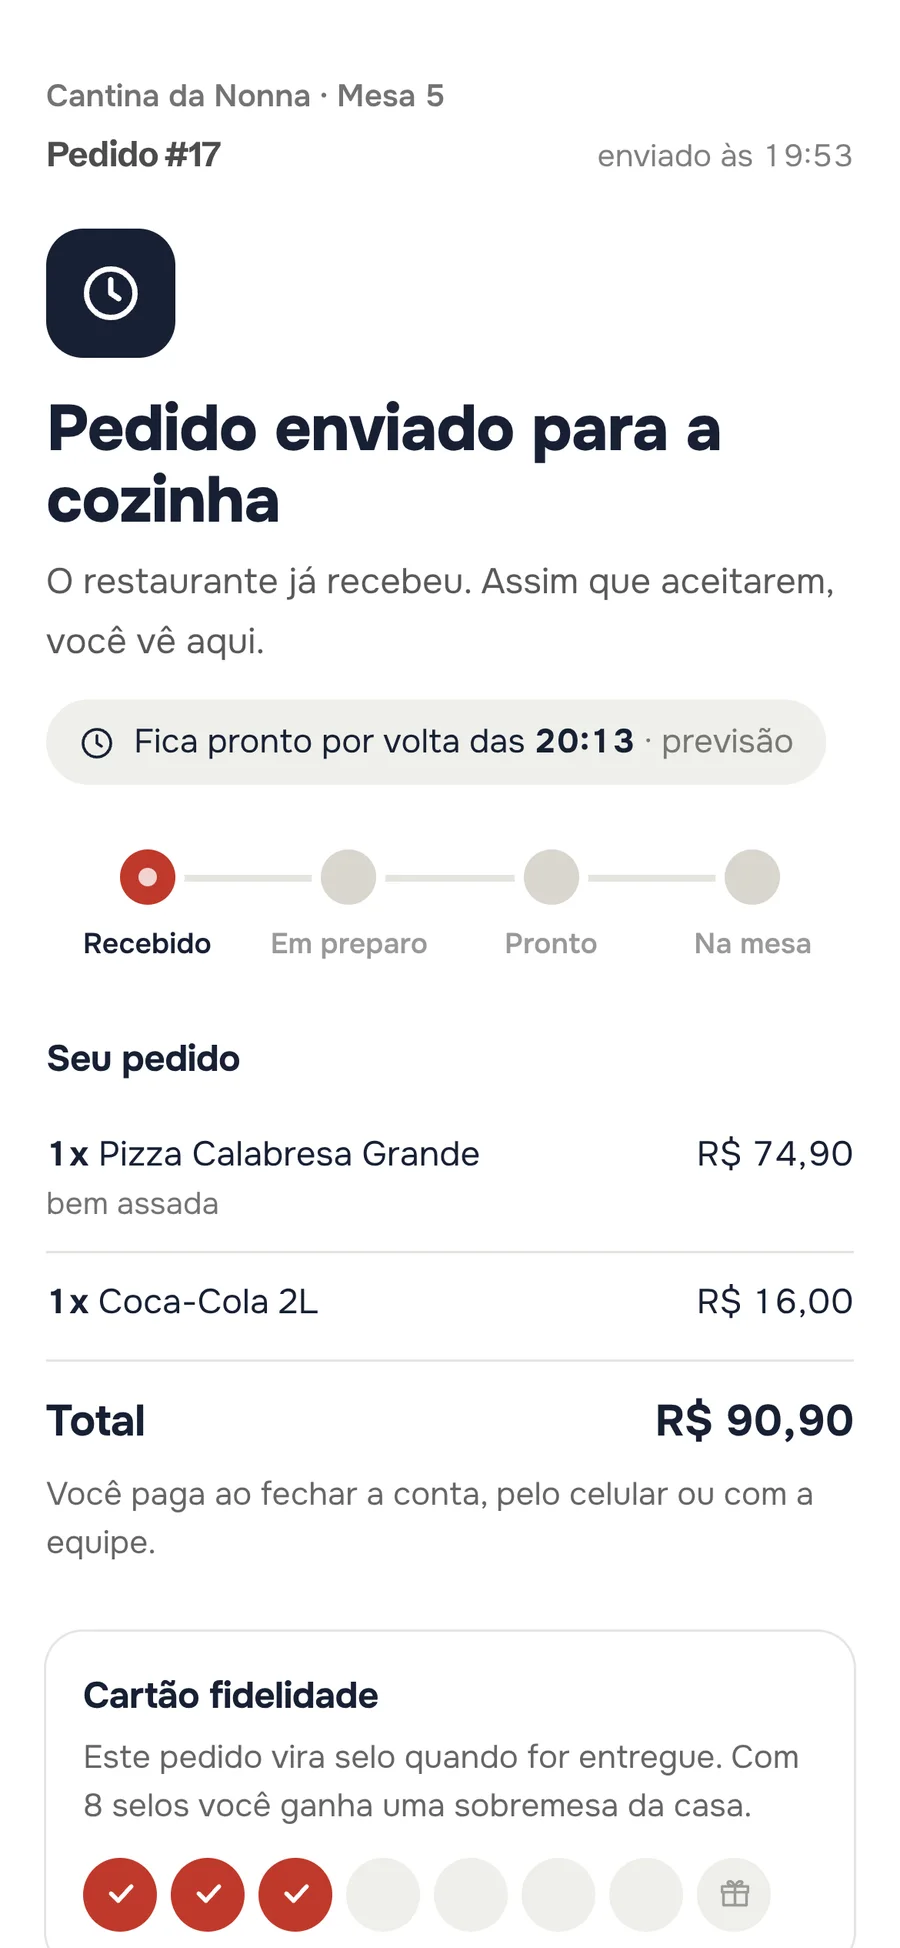 Cantina da Nonna · Mesa 5
Pedido #17
enviado às 19:53
Pedido enviado para a
cozinha
O restaurante já recebeu. Assim que aceitarem,
você vê aqui.
Fica pronto por volta das 20:13 · previsão
Recebido
Em preparo
Pronto
Na mesa
Seu pedido
1x Pizza Calabresa Grande
R$ 74,90
bem assada
1x Coca-Cola 2L
R$ 16,00
Total
R$ 90,90
Você paga ao fechar a conta, pelo celular ou com a
equipe.
Cartão fidelidade
Este pedido vira selo quando for entregue. Com
8 selos você ganha uma sobremesa da casa.